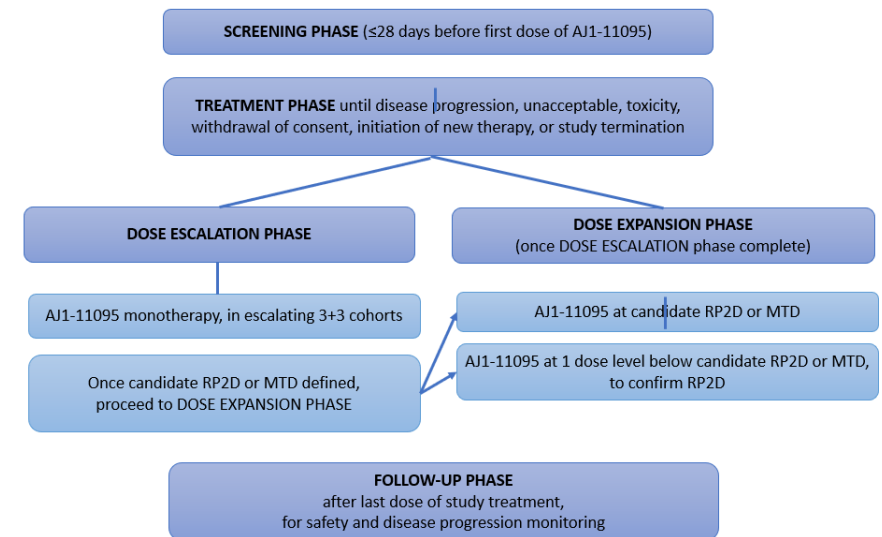 SCREENING PHASE (≤28 days before first dose of AJ1-11095)
TREATMENT PHASE until disease progression, unacceptable, toxicity,
withdrawal of consent, initiation of new therapy, or study termination
DOSE ESCALATION PHASE
DOSE EXPANSION PHASE
(once DOSE ESCALATION phase complete)
AJ1-11095 monotherapy, in escalating 3+3 cohorts
AJ1-11095 at candidate RP2D or MTD
Once candidate RP2D or MTD defined,
proceed to DOSE EXPANSION PHASE
AJ1-11095 at 1 dose level below candidate RP2D or MTD,
to confirm RP2D
FOLLOW-UP PHASE
after last dose of study treatment,
for safety and disease progression monitoring